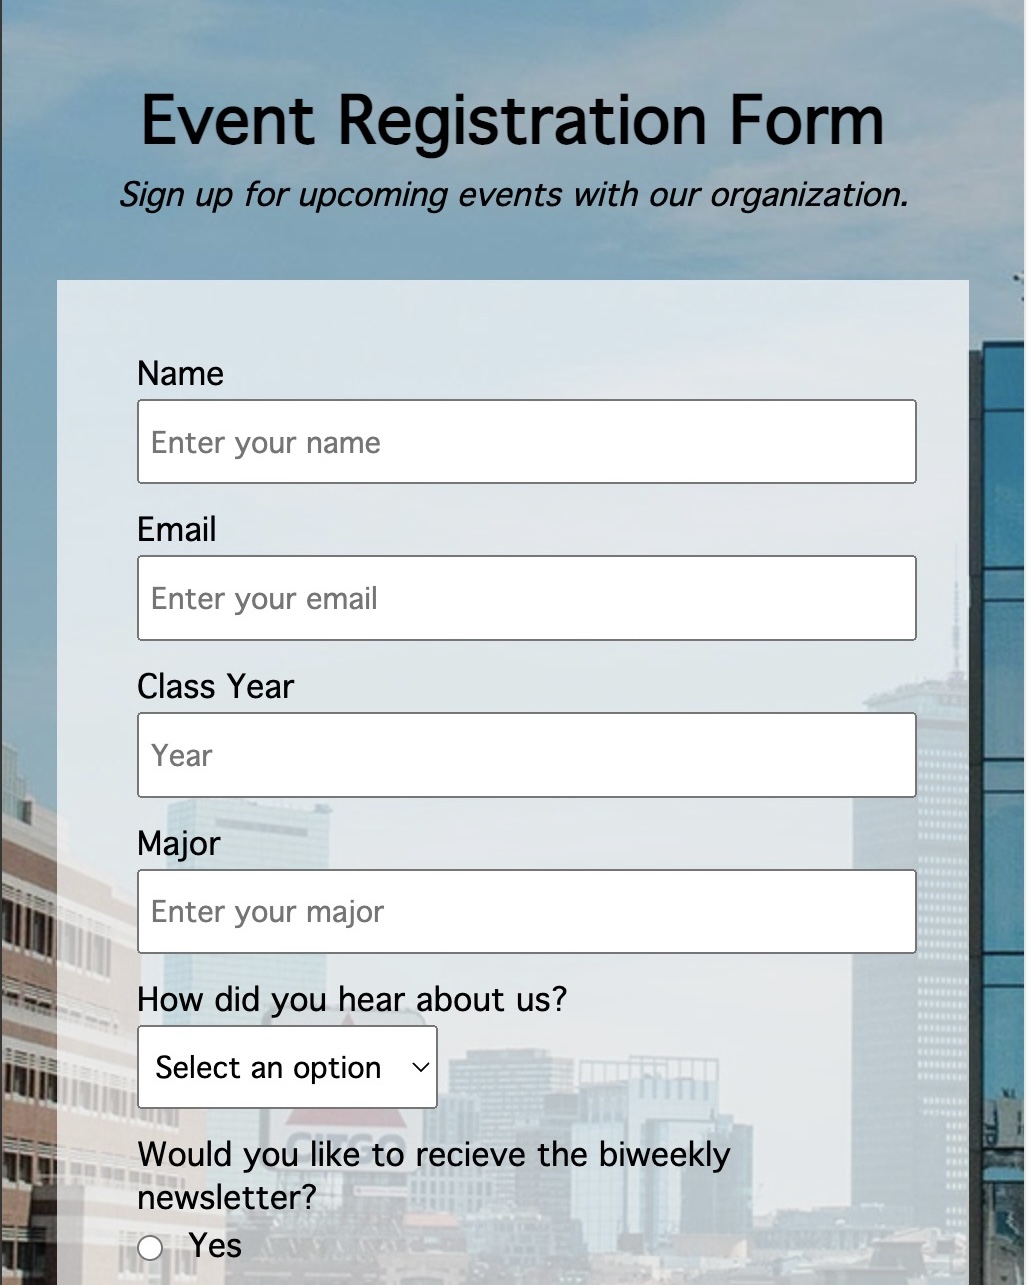 Event Registration Form
Sign up for upcoming events with our organization.
Name
Enter your name
Email
Enter your email
Class Year
Year
Major
Enter your major
How did you hear about us?
Select an option
CITGO
Would you like to recieve the biweekly
newsletter?
Yes